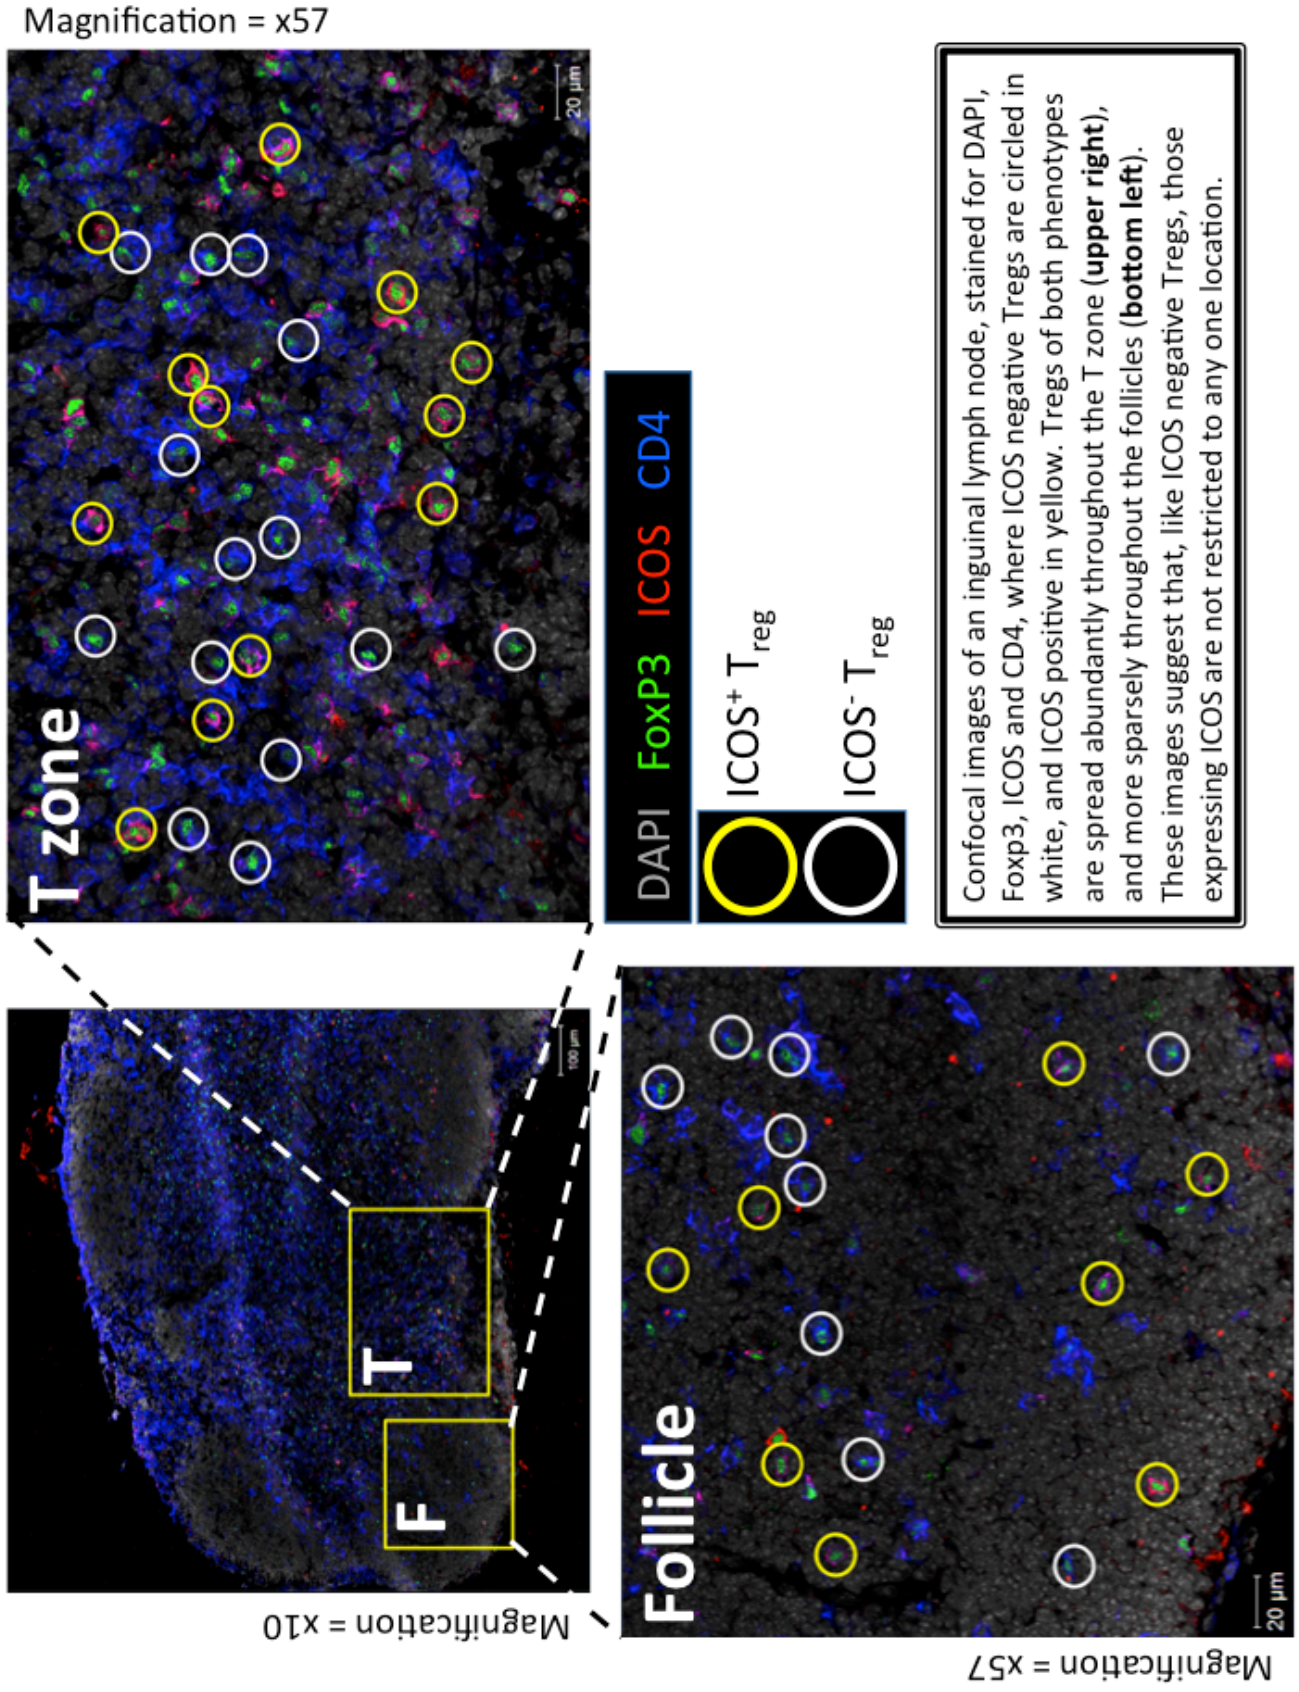 Magnification = x57
T zone
20 µm
Magnification = x10
F
T
100 µm
DAPI FoxP3 ICOS CD4
ICOS⁺ Treg
ICOS⁻ Treg
Follicle
20 µm
Magnification = x57
Confocal images of an inguinal lymph node, stained for DAPI,
Foxp3, ICOS and CD4, where ICOS negative Tregs are circled in
white, and ICOS positive in yellow. Tregs of both phenotypes
are spread abundantly throughout the T zone (upper right),
and more sparsely throughout the follicles (bottom left).
These images suggest that, like ICOS negative Tregs, those
expressing ICOS are not restricted to any one location.